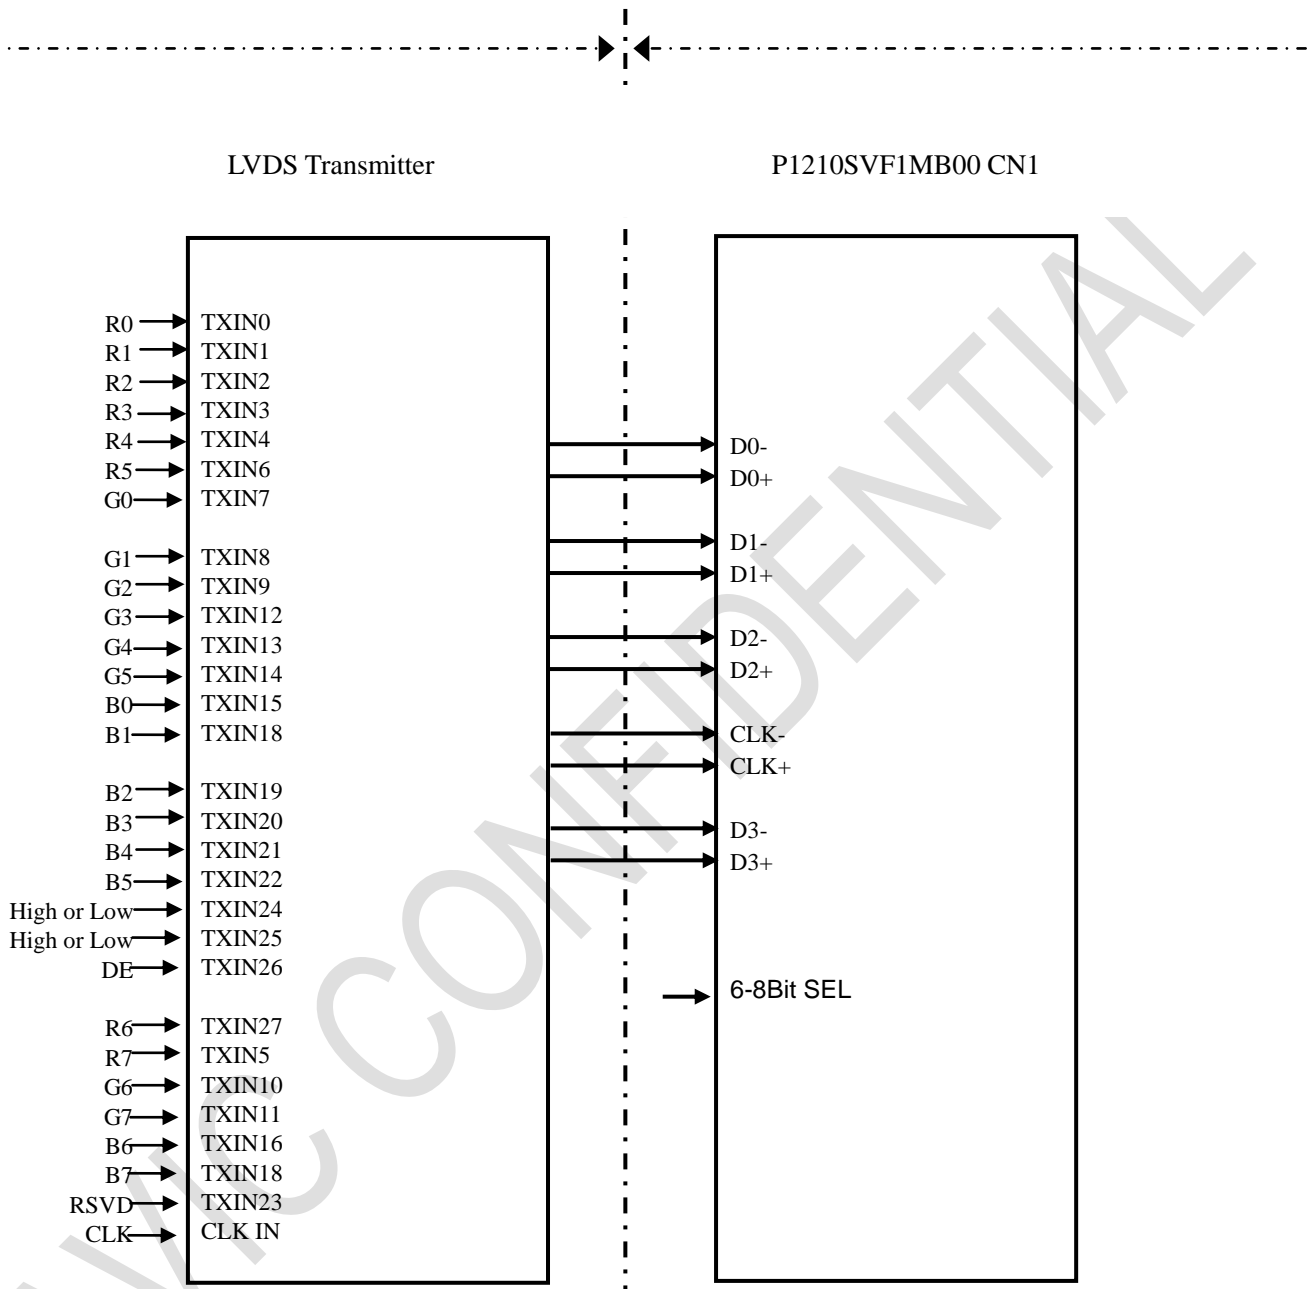 LVDS Transmitter
P1210SVF1MB00 CN1
R0 TXIN0
R1 TXIN1
R2 TXIN2
R3 TXIN3
R4 TXIN4
R5 TXIN6
G0 TXIN7
G1 TXIN8
G2 TXIN9
G3 TXIN12
G4 TXIN13
G5 TXIN14
B0 TXIN15
B1 TXIN18
B2 TXIN19
B3 TXIN20
B4 TXIN21
B5 TXIN22
High or Low TXIN24
High or Low TXIN25
DE TXIN26
R6 TXIN27
R7 TXIN5
G6 TXIN10
G7 TXIN11
B6 TXIN16
B7 TXIN18
RSVD TXIN23
CLK CLK IN
D0-
D0+
D1-
D1+
D2-
D2+
CLK-
CLK+
D3-
D3+
6-8Bit SEL
CONFIDENTIAL